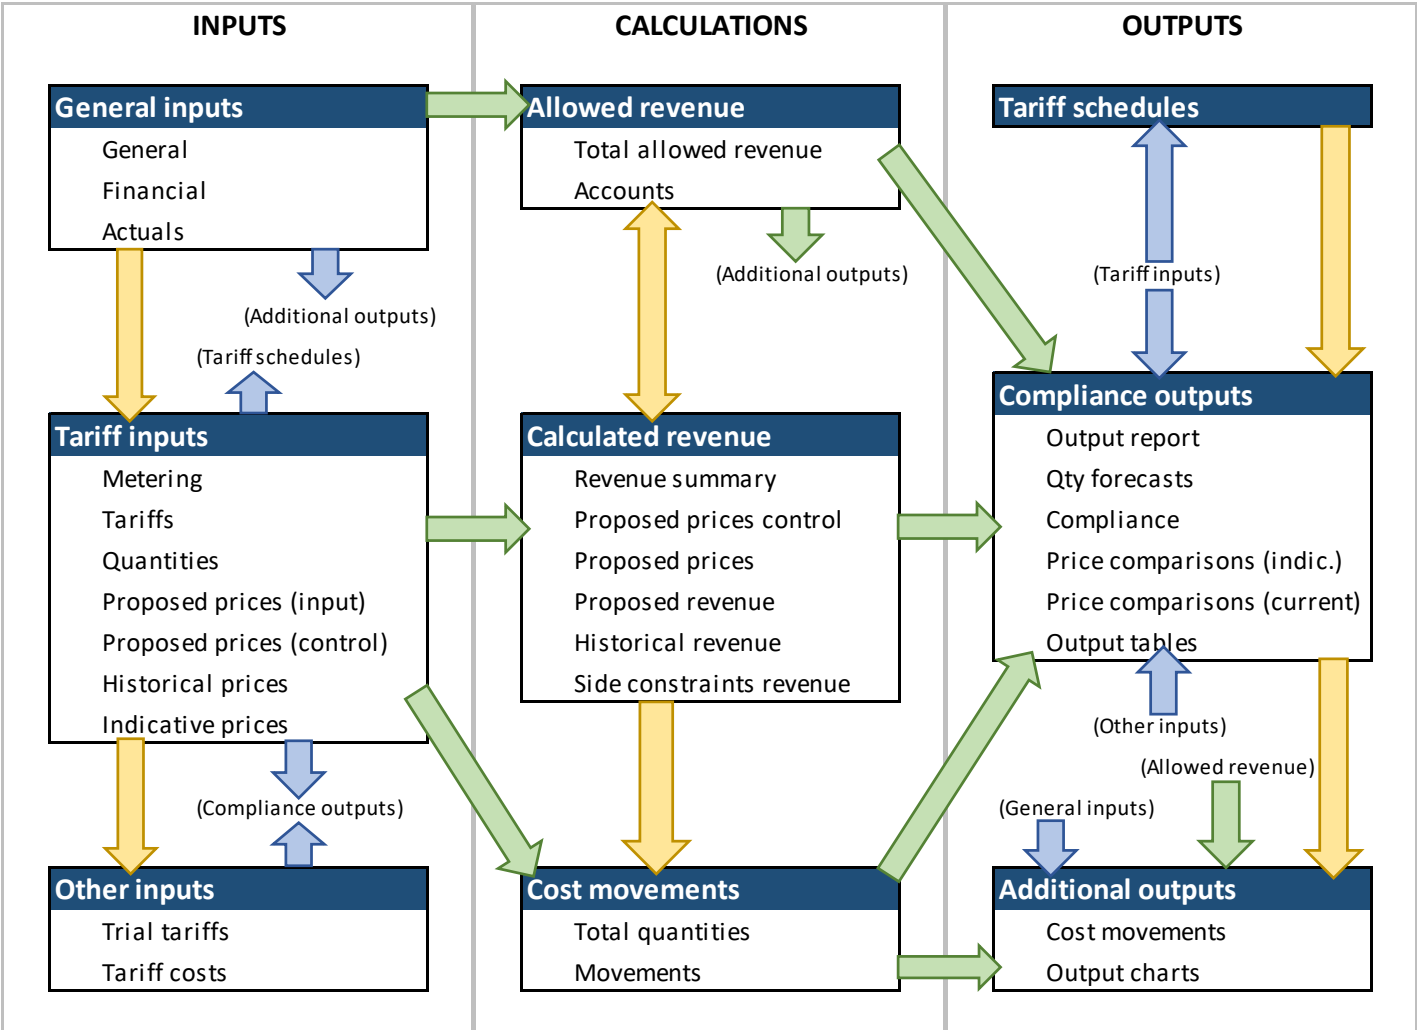 INPUTS
General inputs
General
Financial
Actuals
(Additional outputs)
(Tariff schedules)
Tariff inputs
Metering
Tariffs
Quantities
Proposed prices (input)
Proposed prices (control)
Historical prices
Indicative prices
(Compliance outputs)
Other inputs
Trial tariffs
Tariff costs
CALCULATIONS
Allowed revenue
Total allowed revenue
Accounts
(Additional outputs)
Calculated revenue
Revenue summary
Proposed prices control
Proposed prices
Proposed revenue
Historical revenue
Side constraints revenue
Cost movements
Total quantities
Movements
OUTPUTS
Tariff schedules
(Tariff inputs)
Compliance outputs
Output report
Qty forecasts
Compliance
Price comparisons (indic.)
Price comparisons (current)
Output tables
(Other inputs)
(Allowed revenue)
(General inputs)
Additional outputs
Cost movements
Output charts